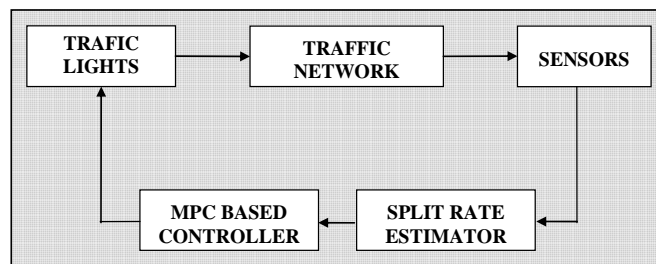 TRAFIC
LIGHTS
TRAFFIC
NETWORK
SENSORS
MPC BASED
CONTROLLER
SPLIT RATE
ESTIMATOR